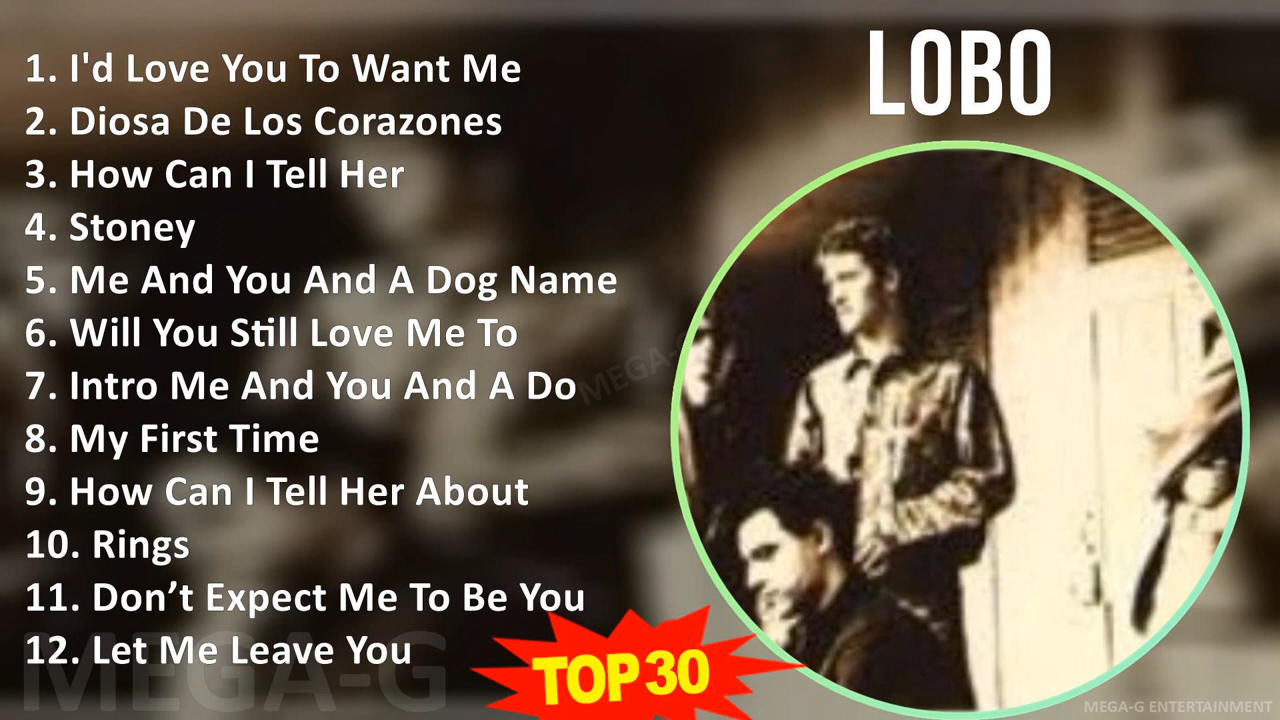 LOBO
1. I'd Love You To Want Me
2. Diosa De Los Corazones
3. How Can I Tell Her
4. Stoney
5. Me And You And A Dog Name
6. Will You Still Love Me To
7. Intro Me And You And A Do
8. My First Time
9. How Can I Tell Her About
10. Rings
11. Don’t Expect Me To Be You
12. Let Me Leave You
TOP 30
MEGA-G
MEGA-
MEGA-G ENTERTAINMENT